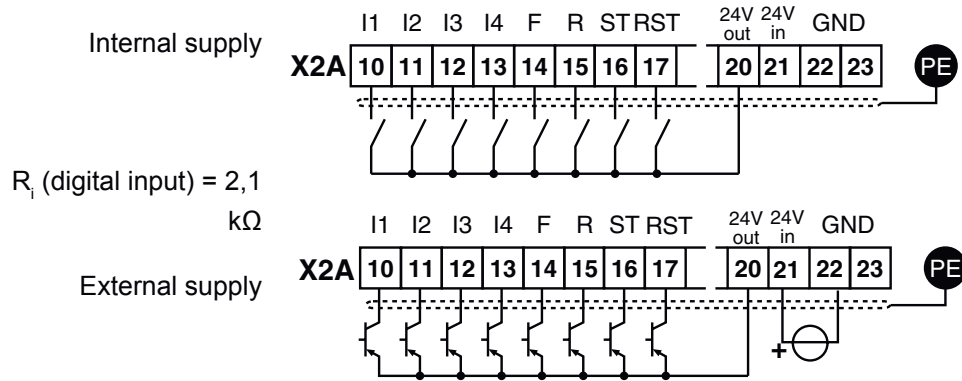 I1 I2 I3 I4 F R ST RST 24V out 24V in GND
Internal supply
X2A 10 11 12 13 14 15 16 17 20 21 22 23 PE
Ri (digital input) = 2,1
kΩ
I1 I2 I3 I4 F R ST RST 24V out 24V in GND
X2A 10 11 12 13 14 15 16 17 20 21 22 23 PE
External supply
+